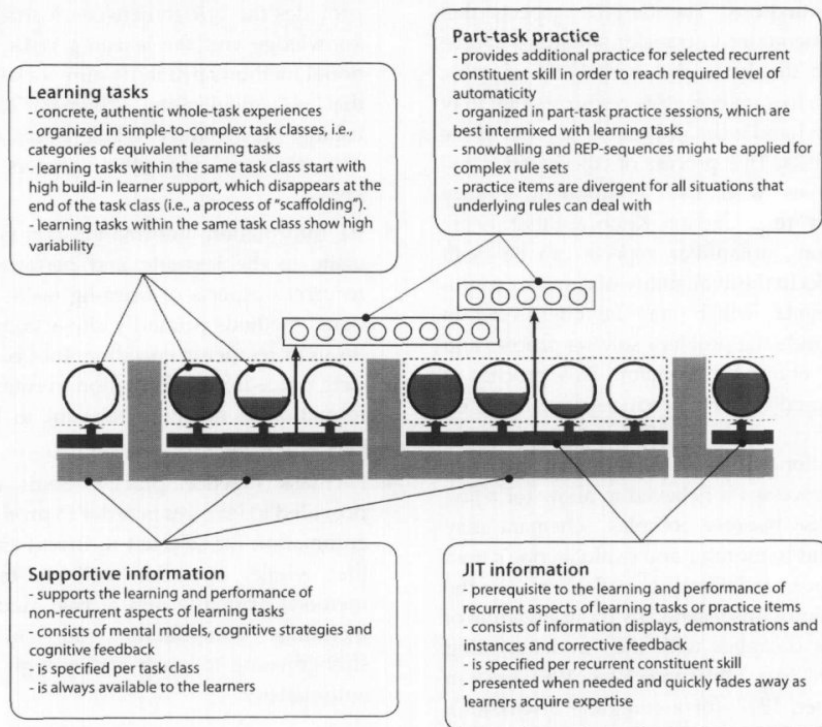 Learning tasks
- concrete, authentic whole-task experiences
- organized in simple-to-complex task classes, i.e.,
categories of equivalent learning tasks
- learning tasks within the same task class start with
high build-in learner support, which disappears at the
end of the task class (i.e., a process of “scaffolding”).
- learning tasks within the same task class show high
variability
Part-task practice
- provides additional practice for selected recurrent
constituent skill in order to reach required level of
automaticity
- organized in part-task practice sessions, which are
best intermixed with learning tasks
- snowballing and REP-sequences might be applied for
complex rule sets
- practice items are divergent for all situations that
underlying rules can deal with
Supportive information
- supports the learning and performance of
non-recurrent aspects of learning tasks
- consists of mental models, cognitive strategies and
cognitive feedback
- is specified per task class
- is always available to the learners
JIT information
- prerequisite to the learning and performance of
recurrent aspects of learning tasks or practice items
- consists of information displays, demonstrations and
instances and corrective feedback
- is specified per recurrent constituent skill
- presented when needed and quickly fades away as
learners acquire expertise